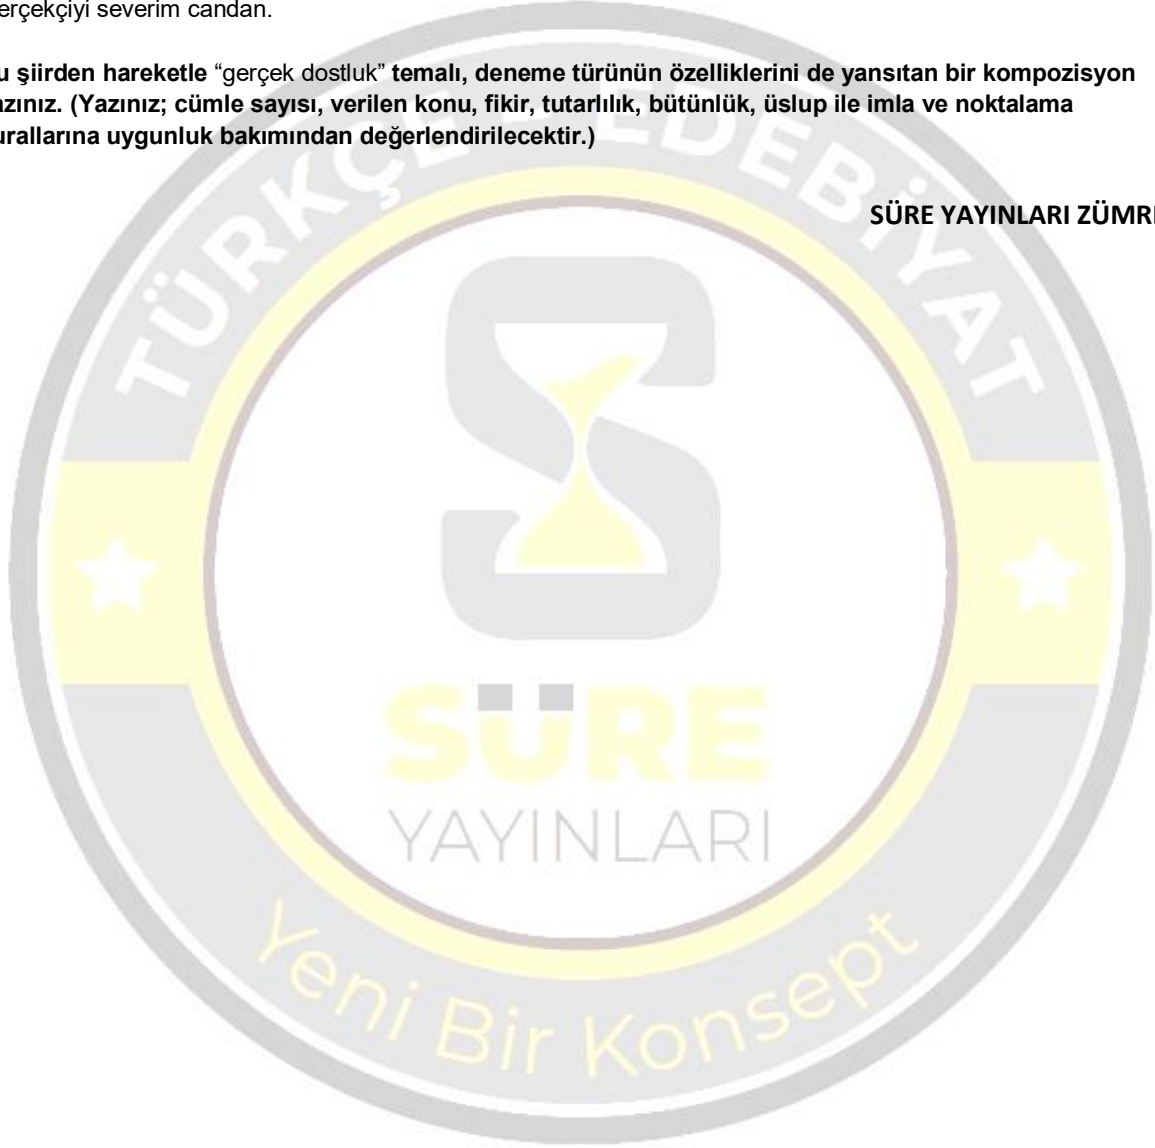 erçekçiyi severim candan.
u şiirden hareketle “gerçek dostluk” temalı, deneme türünün özelliklerini de yansıtan bir kompozisyon
azınız. (Yazınız; cümle sayısı, verilen konu, fikir, tutarlılık, bütünlük, üslup ile imla ve noktalama
urallarına uygunluk bakımından değerlendirilecektir.)
SÜRE YAYINLARI ZÜMR
TÜRKÇE - EDEBİYAT
S
SÜRE
YAYINLARI
Yeni Bir Konsept